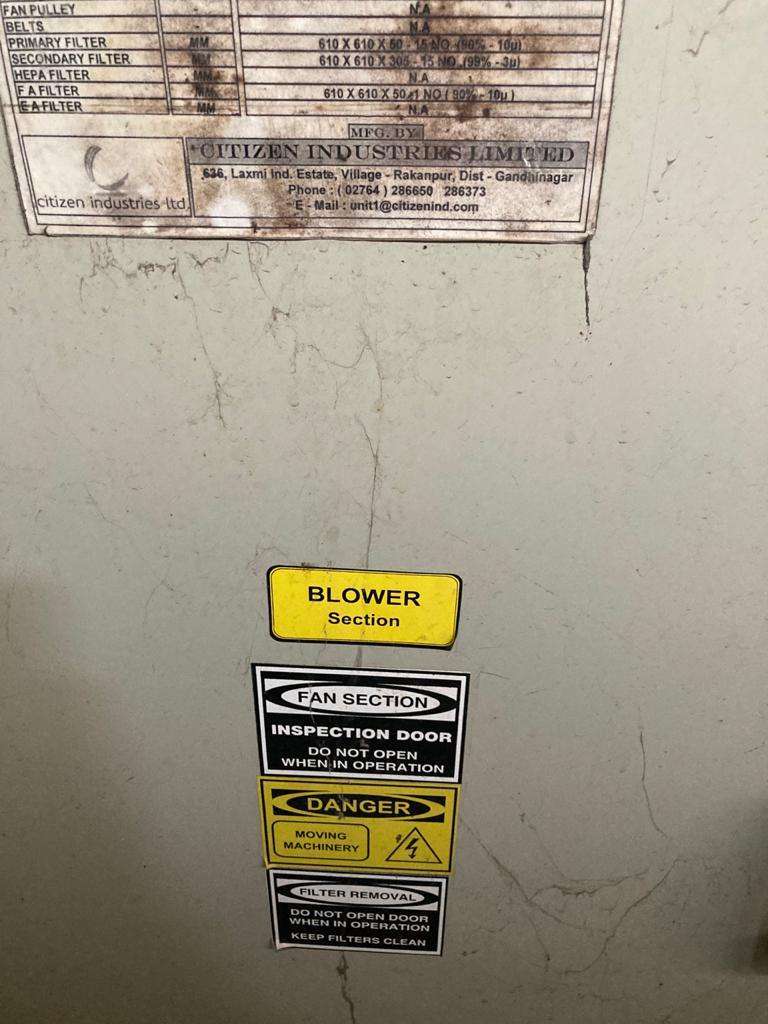 FAN PULLEY N.A
BELTS N.A
PRIMARY FILTER MM 610 X 610 X 50 - 15 NO. (90% - 10µ)
SECONDARY FILTER MM 610 X 610 X 305 - 15 NO. (99% - 3µ)
HEPA FILTER MM N.A
F A FILTER MM 610 X 610 X 50 -1 NO ( 90% - 10µ )
E A FILTER MM N.A
MFG. BY
CITIZEN INDUSTRIES LIMITED
636, Laxmi Ind. Estate, Village - Rakanpur, Dist - Gandhinagar
Phone : ( 02764 ) 286650 286373
E - Mail : unit1@citizenind.com
citizen industries ltd.
BLOWER
Section
FAN SECTION
INSPECTION DOOR
DO NOT OPEN
WHEN IN OPERATION
DANGER
MOVING
MACHINERY
FILTER REMOVAL
DO NOT OPEN DOOR
WHEN IN OPERATION
KEEP FILTERS CLEAN